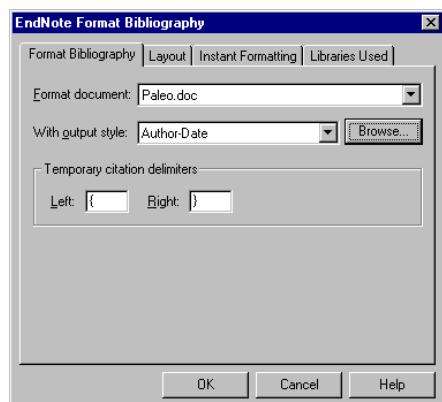 EndNote Format Bibliography
Format Bibliography Layout Instant Formatting Libraries Used
Format document: Paleo.doc
With output style: Author-Date Browse...
Temporary citation delimiters
Left: { Right: }
OK Cancel Help